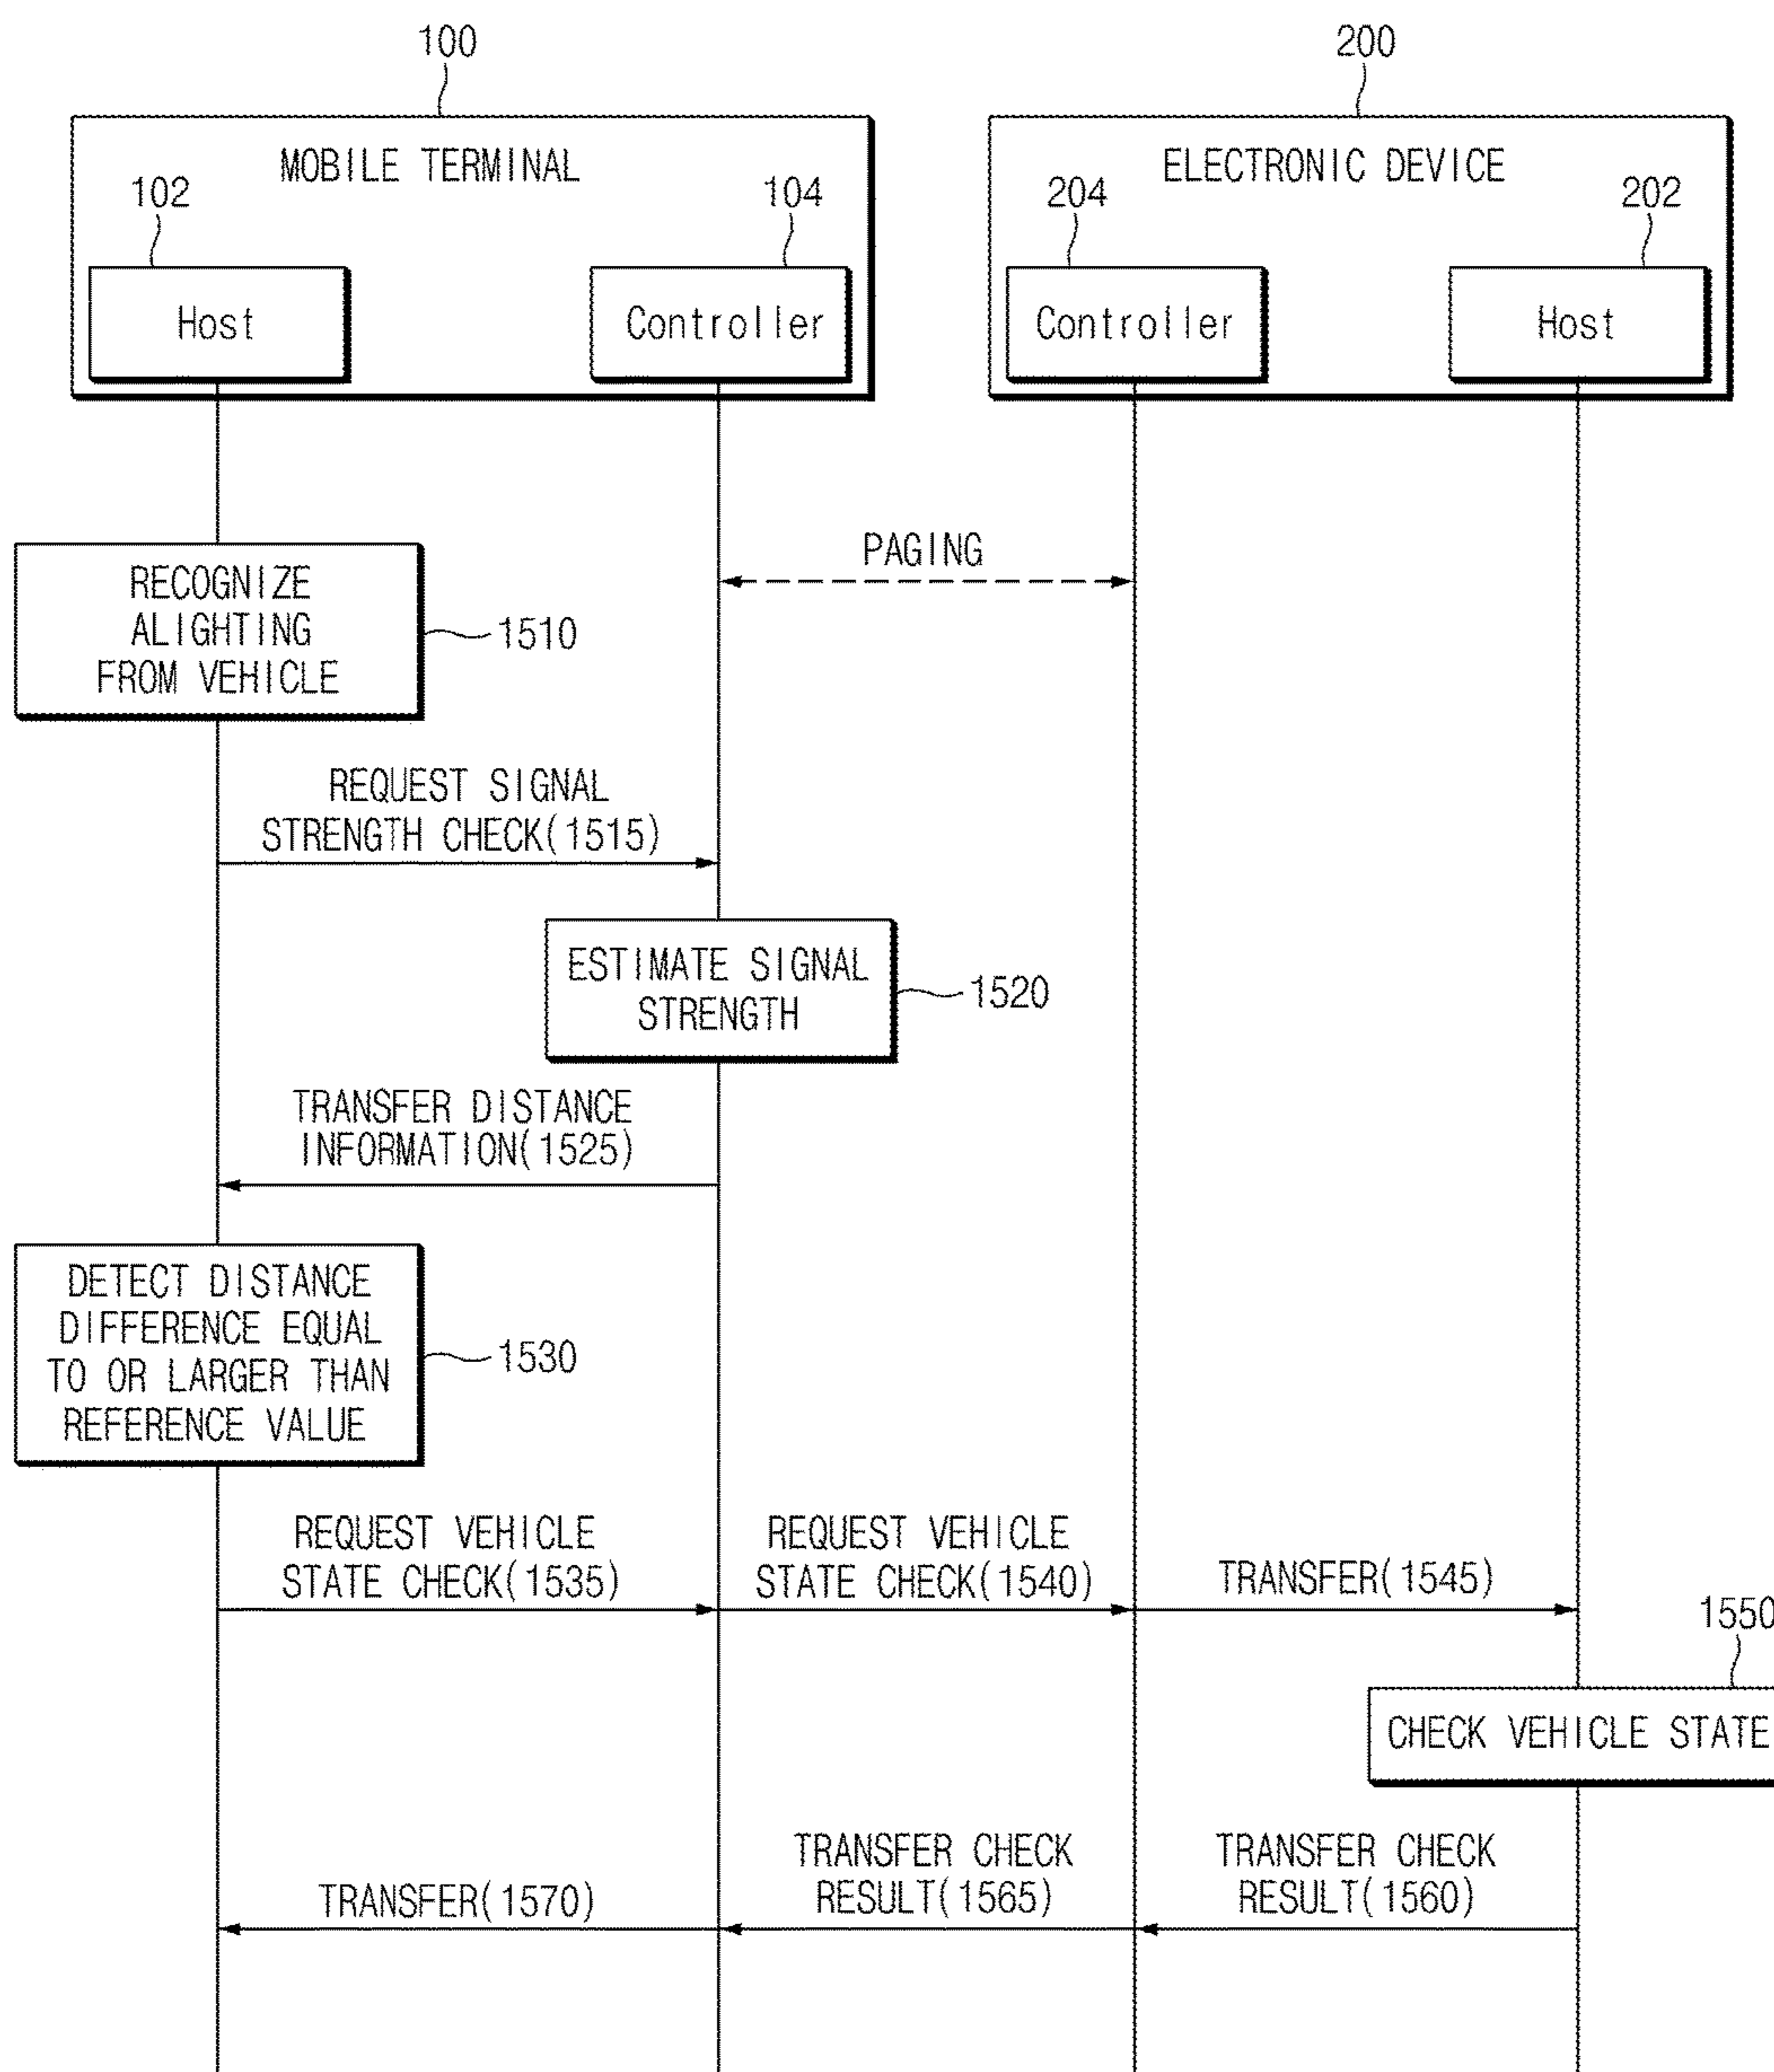 100
200
MOBILE TERMINAL
ELECTRONIC DEVICE
102
104
204
202
Host
Controller
Controller
Host
PAGING
RECOGNIZE
ALIGHTING
FROM VEHICLE
1510
REQUEST SIGNAL
STRENGTH CHECK(1515)
ESTIMATE SIGNAL
STRENGTH
1520
TRANSFER DISTANCE
INFORMATION(1525)
DETECT DISTANCE
DIFFERENCE EQUAL
TO OR LARGER THAN
REFERENCE VALUE
1530
REQUEST VEHICLE
STATE CHECK(1535)
REQUEST VEHICLE
STATE CHECK(1540)
TRANSFER(1545)
1550
CHECK VEHICLE STATE
TRANSFER CHECK
RESULT(1560)
TRANSFER CHECK
RESULT(1565)
TRANSFER(1570)